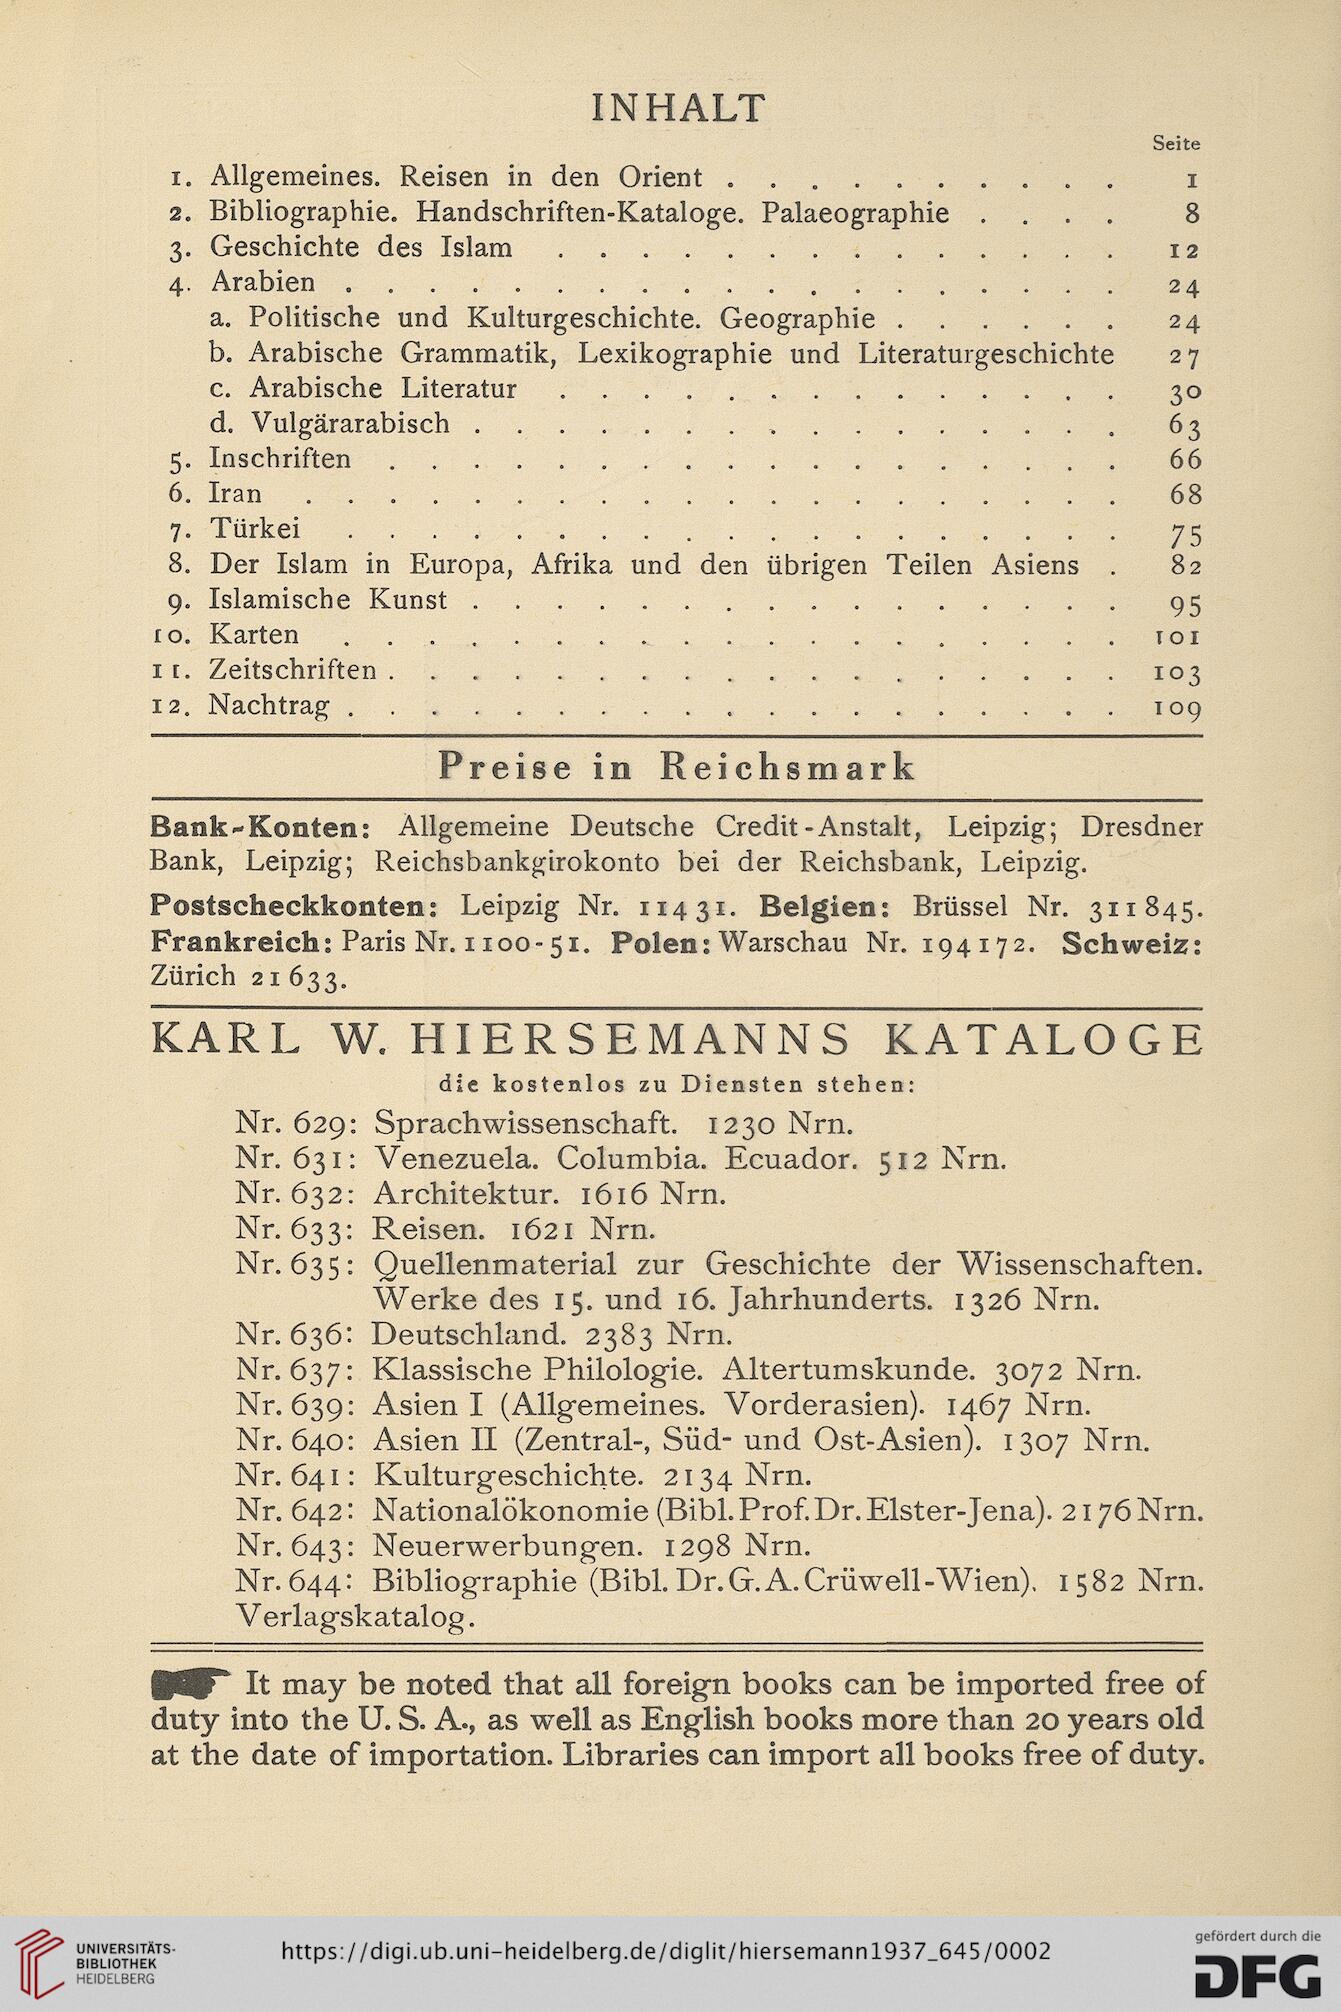 INHALT
Seite
1. Allgemeines. Reisen in den Orient . . . . . . . . . . 1
2. Bibliographie. Handschriften-Kataloge. Palaeographie . . . . 8
3. Geschichte des Islam . . . . . . . . . . . . . . 12
4. Arabien . . . . . . . . . . . . . . . . . . . 24
a. Politische und Kulturgeschichte. Geographie . . . . . . 24
b. Arabische Grammatik, Lexikographie und Literaturgeschichte 27
c. Arabische Literatur . . . . . . . . . . . . . . 30
d. Vulgärarabisch . . . . . . . . . . . . . . . . 63
5. Inschriften . . . . . . . . . . . . . . . . . . 66
6. Iran . . . . . . . . . . . . . . . . . . . . 68
7. Türkei . . . . . . . . . . . . . . . . . . . 75
8. Der Islam in Europa, Afrika und den übrigen Teilen Asiens . 82
9. Islamische Kunst . . . . . . . . . . . . . . . . 95
10. Karten . . . . . . . . . . . . . . . . . . . 101
11. Zeitschriften . . . . . . . . . . . . . . . . . . 103
12. Nachtrag . . . . . . . . . . . . . . . . . . . 109
Preise in Reichsmark
Bank-Konten: Allgemeine Deutsche Credit-Anstalt, Leipzig; Dresdner
Bank, Leipzig; Reichsbankgirokonto bei der Reichsbank, Leipzig.
Postscheckkonten: Leipzig Nr. 11431. Belgien: Brüssel Nr. 311845.
Frankreich: Paris Nr. 1100-51. Polen: Warschau Nr. 194172. Schweiz:
Zürich 21633.
KARL W. HIERSEMANNS KATALOGE
die kostenlos zu Diensten stehen:
Nr. 629: Sprachwissenschaft. 1230 Nrn.
Nr. 631: Venezuela. Columbia. Ecuador. 512 Nrn.
Nr. 632: Architektur. 1616 Nrn.
Nr. 633: Reisen. 1621 Nrn.
Nr. 635: Quellenmaterial zur Geschichte der Wissenschaften.
Werke des 15. und 16. Jahrhunderts. 1326 Nrn.
Nr. 636: Deutschland. 2383 Nrn.
Nr. 637: Klassische Philologie. Altertumskunde. 3072 Nrn.
Nr. 639: Asien I (Allgemeines. Vorderasien). 1467 Nrn.
Nr. 640: Asien II (Zentral-, Süd- und Ost-Asien). 1307 Nrn.
Nr. 641: Kulturgeschichte. 2134 Nrn.
Nr. 642: Nationalökonomie (Bibl. Prof. Dr. Elster-Jena). 2176 Nrn.
Nr. 643: Neuerwerbungen. 1298 Nrn.
Nr. 644: Bibliographie (Bibl. Dr. G. A. Crüwell-Wien). 1582 Nrn.
Verlagskatalog.
It may be noted that all foreign books can be imported free of
duty into the U. S. A., as well as English books more than 20 years old
at the date of importation. Libraries can import all books free of duty.
UNIVERSITÄTS-
BIBLIOTHEK
HEIDELBERG
https://digi.ub.uni-heidelberg.de/diglit/hiersemann1937_645/0002
gefördert durch die
DFG